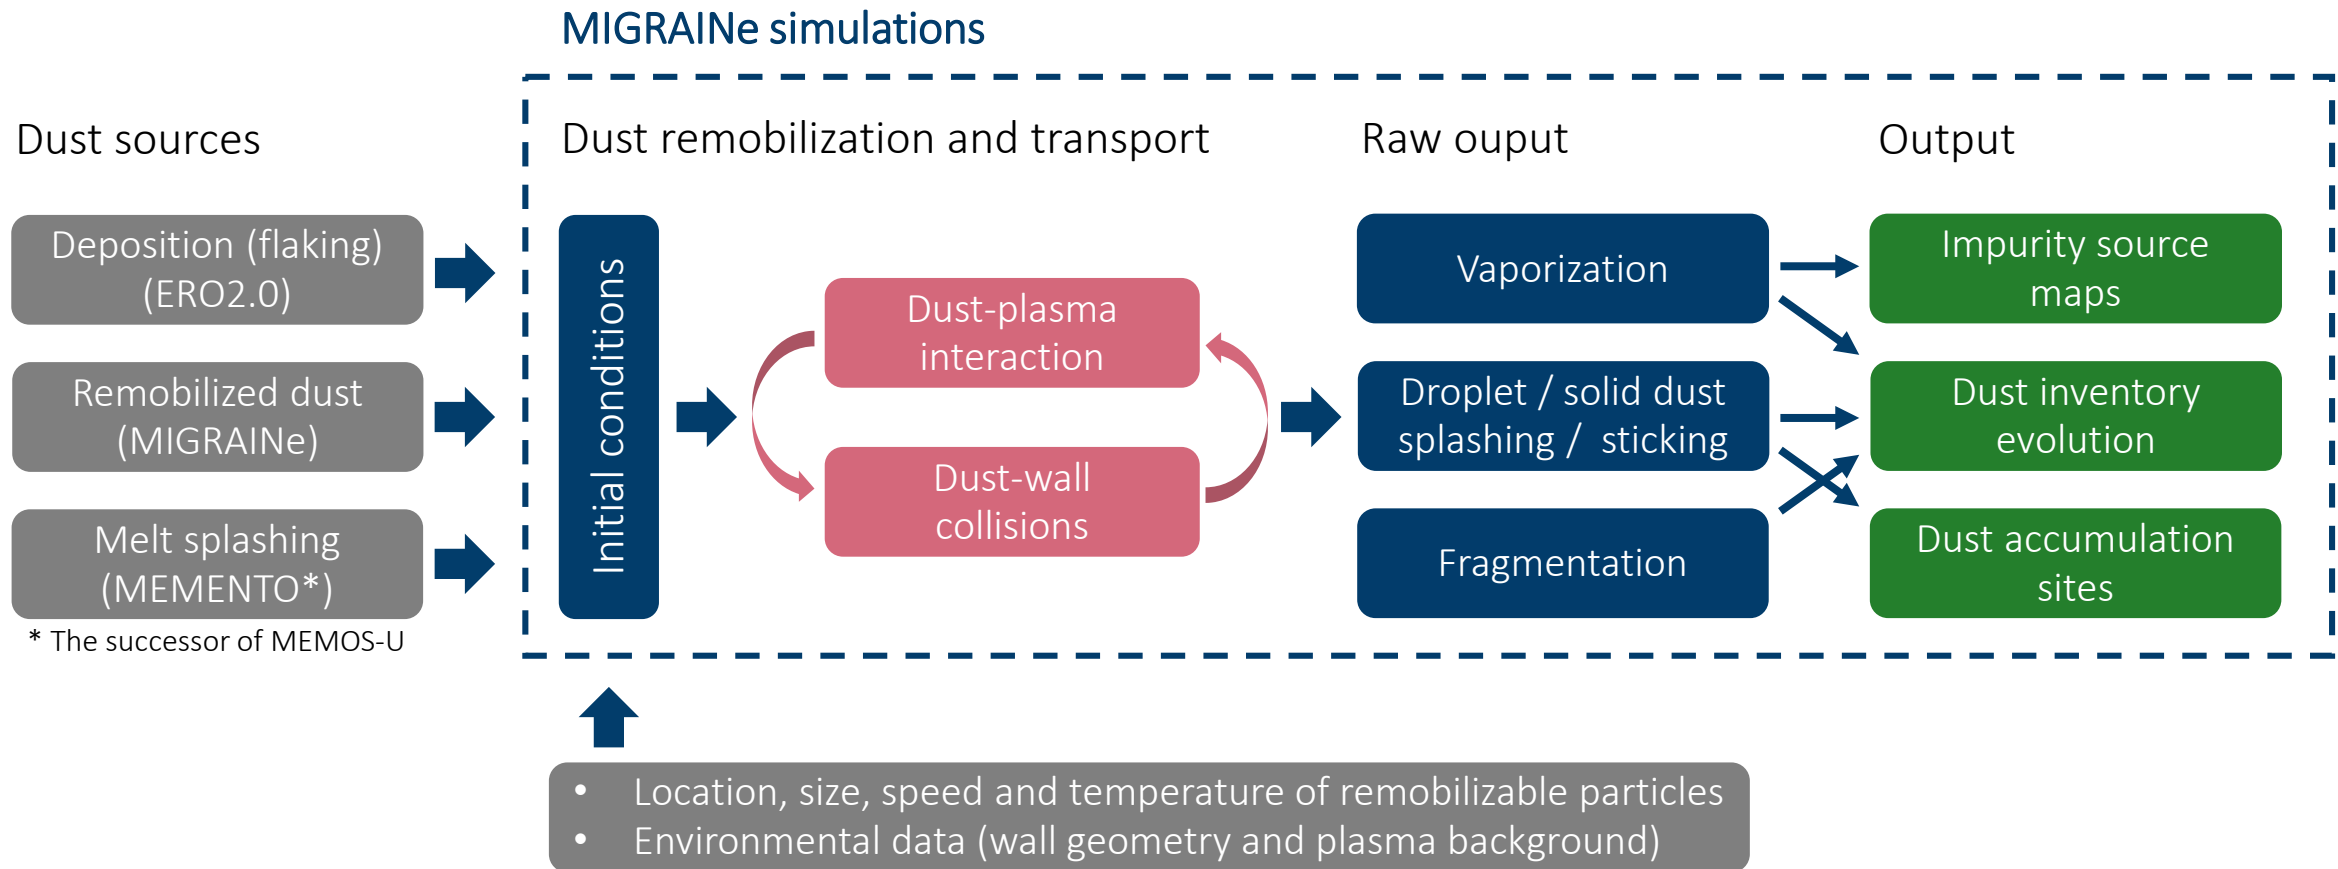 MIGRAINe simulations
Dust sources
Dust remobilization and transport
Raw ouput
Output
Deposition (flaking)
(ERO2.0)
Remobilized dust
(MIGRAINe)
Melt splashing
(MEMENTO*)
* The successor of MEMOS-U
Initial conditions
Dust-plasma
interaction
Dust-wall
collisions
Vaporization
Droplet / solid dust
splashing / sticking
Fragmentation
Impurity source
maps
Dust inventory
evolution
Dust accumulation
sites
• Location, size, speed and temperature of remobilizable particles
• Environmental data (wall geometry and plasma background)